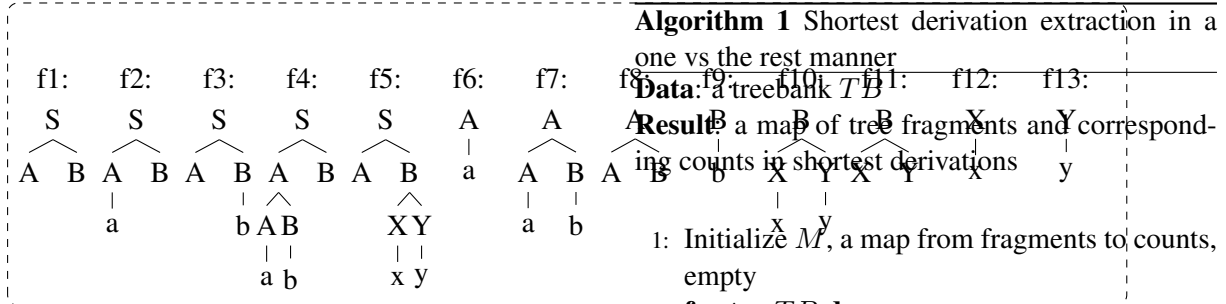 Algorithm 1 Shortest derivation extraction in a
one vs the rest manner
f1: f2: f3: f4: f5: f6: f7: f8: f9: f10: f11: f12: f13:
Data: a treebank TB
S S S S S A A A B B B X Y
Result: a map of tree fragments and correspond-
ing counts in shortest derivations
A B A B A B A B A B a A B A B b X Y X Y x y
a b A B X Y a b x y
a b x y
1: Initialize M, a map from fragments to counts,
empty